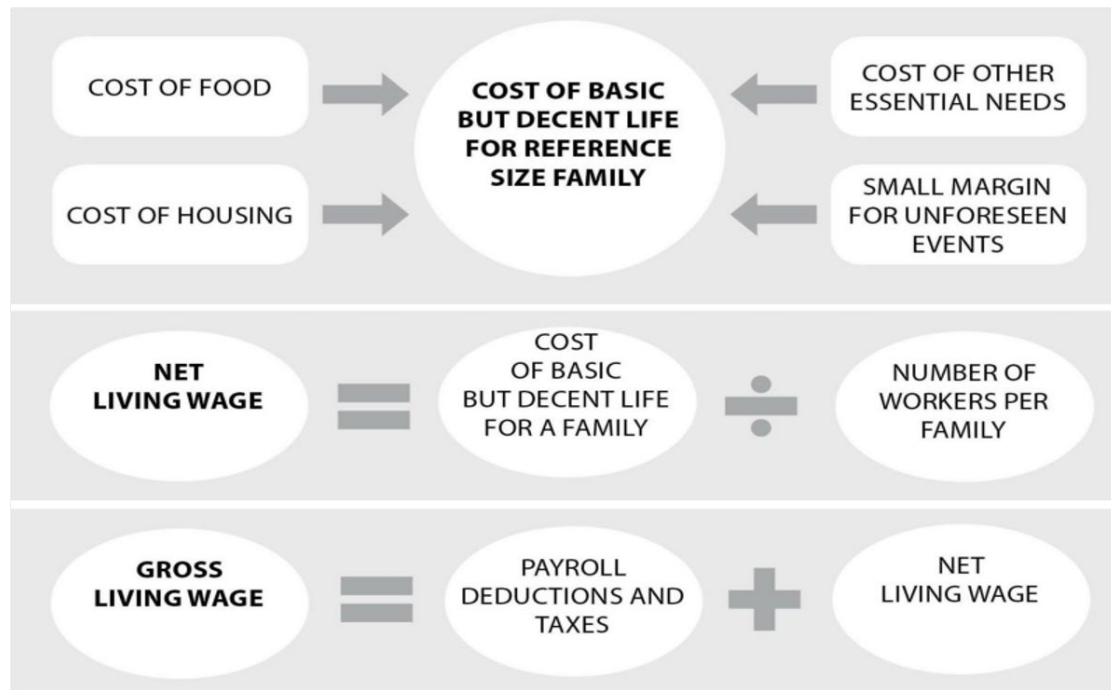 COST OF FOOD
COST OF HOUSING
COST OF BASIC
BUT DECENT LIFE
FOR REFERENCE
SIZE FAMILY
COST OF OTHER
ESSENTIAL NEEDS
SMALL MARGIN
FOR UNFORESEEN
EVENTS
NET
LIVING WAGE
COST
OF BASIC
BUT DECENT LIFE
FOR A FAMILY
NUMBER OF
WORKERS PER
FAMILY
GROSS
LIVING WAGE
PAYROLL
DEDUCTIONS AND
TAXES
NET
LIVING WAGE